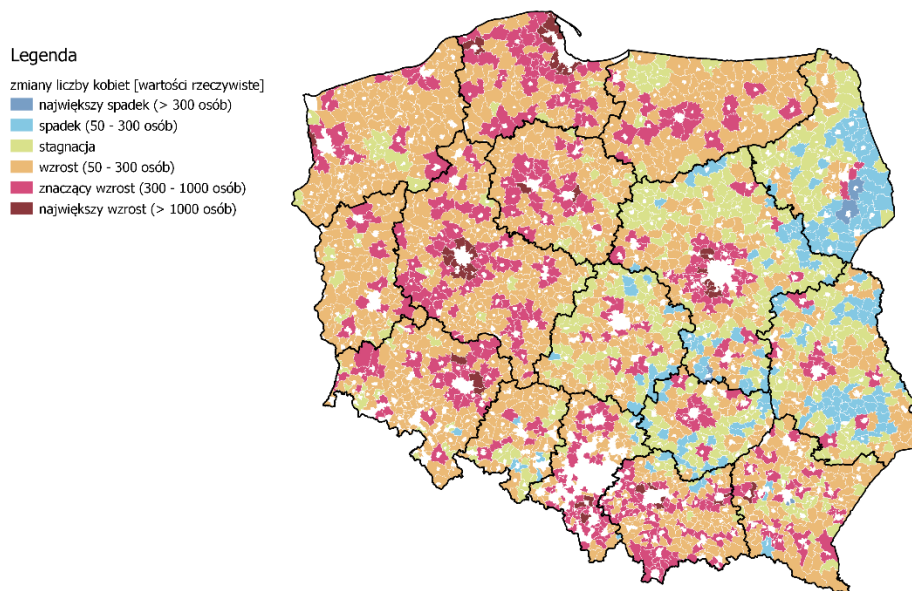 Legenda
zmiany liczby kobiet [wartości rzeczywiste]
największy spadek (> 300 osób)
spadek (50 - 300 osób)
stagnacja
wzrost (50 - 300 osób)
znaczący wzrost (300 - 1000 osób)
największy wzrost (> 1000 osób)